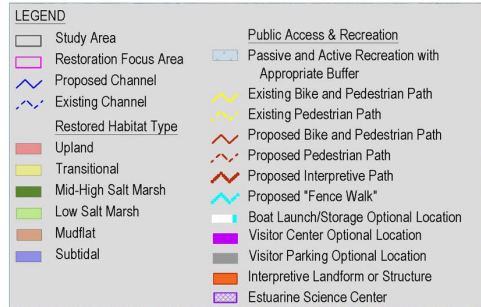 LEGEND
Study Area
Restoration Focus Area
Proposed Channel
Existing Channel
Restored Habitat Type
Upland
Transitional
Mid-High Salt Marsh
Low Salt Marsh
Mudflat
Subtidal
Public Access & Recreation
Passive and Active Recreation with
Appropriate Buffer
Existing Bike and Pedestrian Path
Existing Pedestrian Path
Proposed Bike and Pedestrian Path
Proposed Pedestrian Path
Proposed Interpretive Path
Proposed "Fence Walk"
Boat Launch/Storage Optional Location
Visitor Center Optional Location
Visitor Parking Optional Location
Interpretive Landform or Structure
Estuarine Science Center